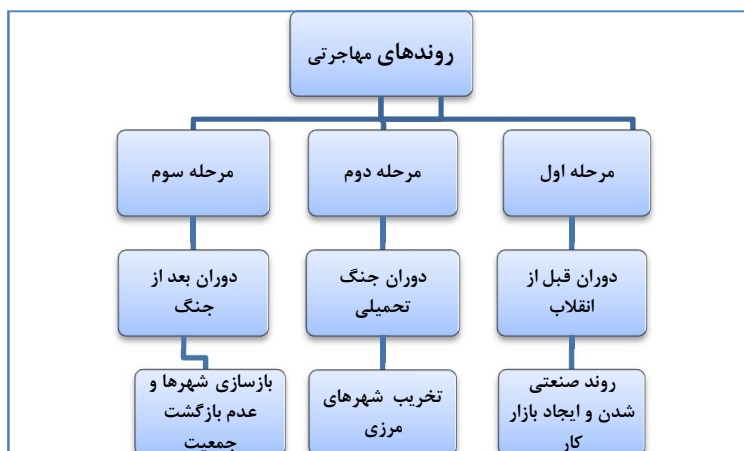 روندهای مهاجرتی
مرحله اول
مرحله دوم
مرحله سوم
دوران قبل از
انقلاب
دوران جنگ
تحمیلی
دوران بعد از
جنگ
روند صنعتی
شدن و ایجاد بازار
کار
تخریب شهرهای
مرزی
بازسازی شهرها و
عدم بازگشت
جمعیت